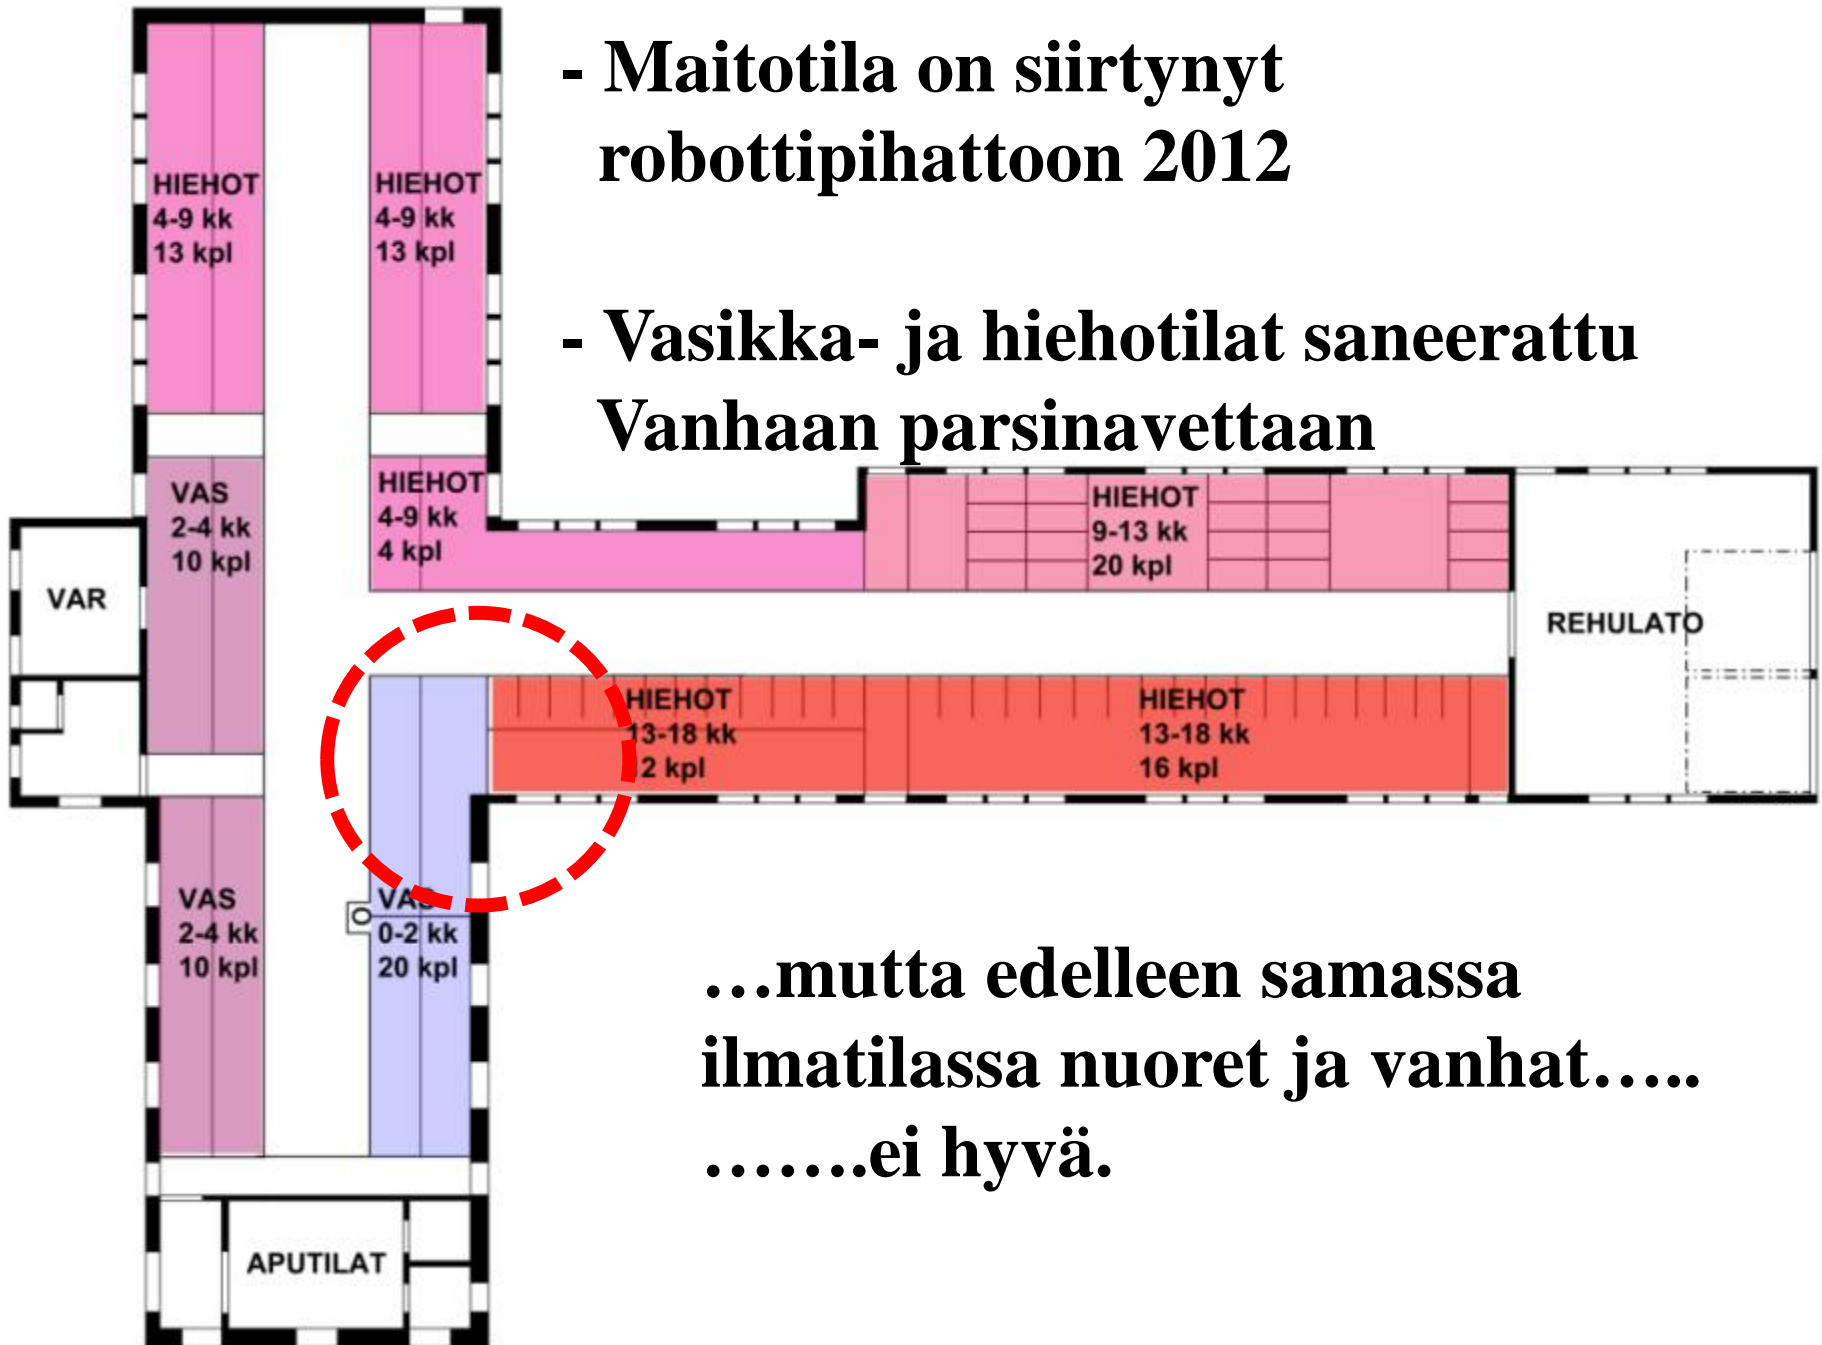 - Maitotila on siirtynyt
robottipihattoon 2012
- Vasikka- ja hiehotilat saneerattu
Vanhaan parsinavettaan
HIEHOT
4-9 kk
13 kpl
HIEHOT
4-9 kk
13 kpl
VAS
2-4 kk
10 kpl
HIEHOT
4-9 kk
4 kpl
HIEHOT
9-13 kk
20 kpl
VAR
REHULATO
HIEHOT
13-18 kk
12 kpl
HIEHOT
13-18 kk
16 kpl
VAS
2-4 kk
10 kpl
VAS
0-2 kk
20 kpl
…mutta edelleen samassa
ilmatilassa nuoret ja vanhat…..
…….ei hyvä.
APUTILAT